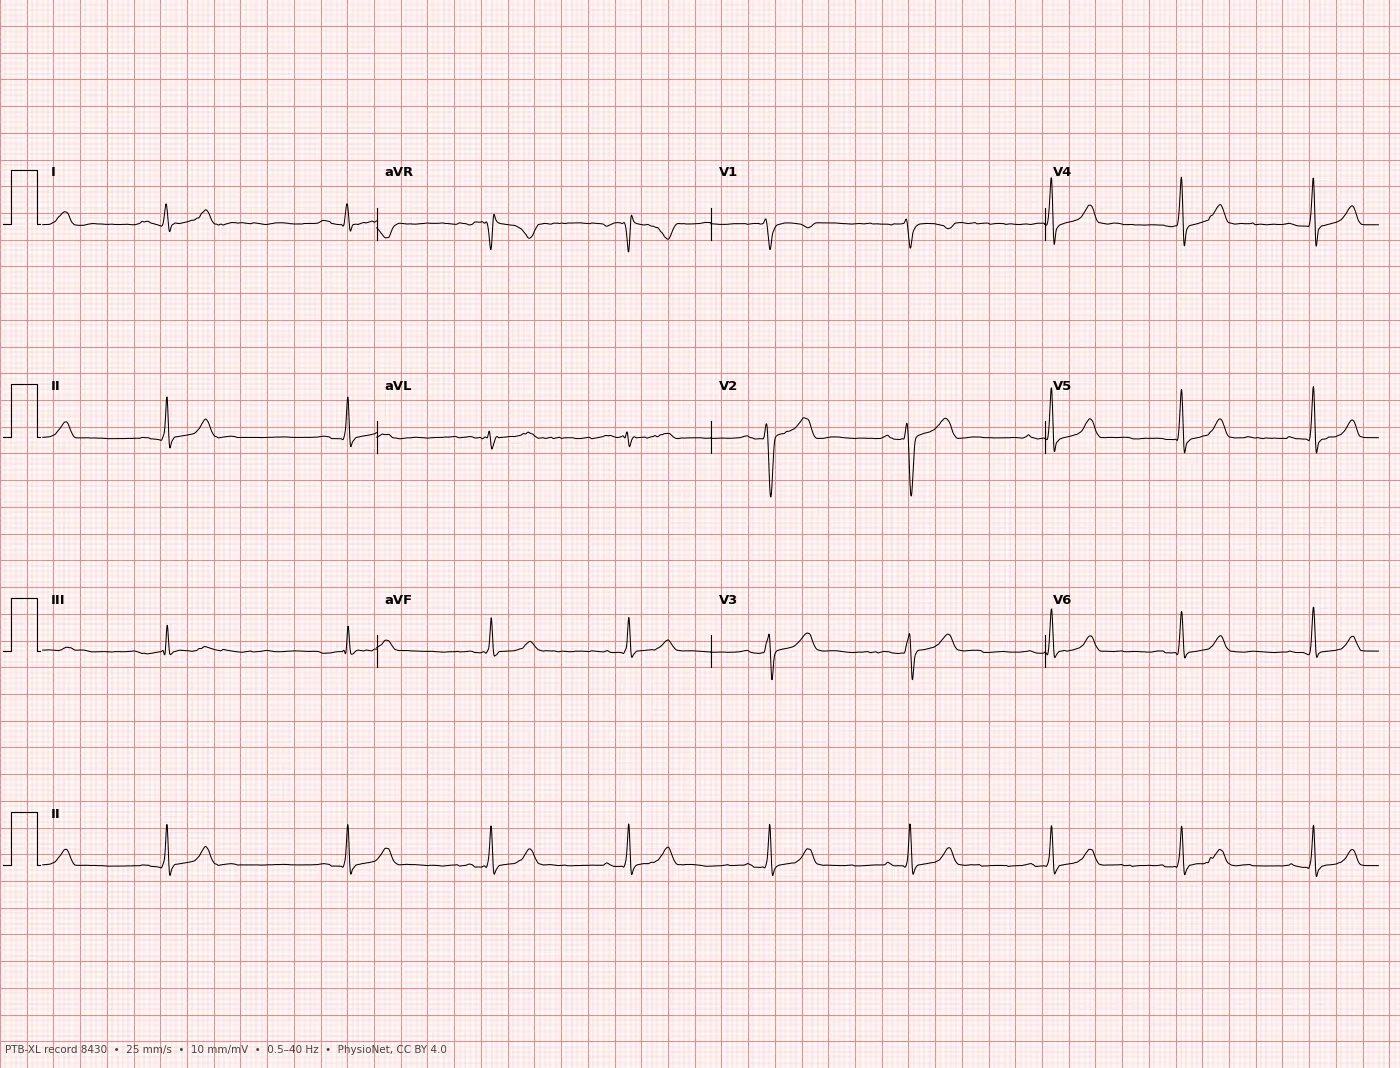 I aVR V1 V4
II aVL V2 V5
III aVF V3 V6
II
PTB-XL record 8430 • 25 mm/s • 10 mm/mV • 0.5–40 Hz • PhysioNet, CC BY 4.0